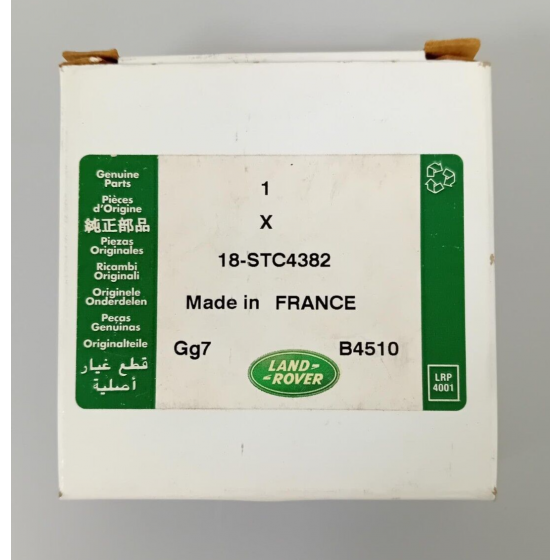 Genuine
Parts
Pièces
d'Origine
純正部品
Piezas
Originales
Ricambi
Originali
Originele
Onderdelen
Peças
Genuinas
Originalteile
قطع غيار
أصلية
1
X
18-STC4382
Made in FRANCE
Gg7
B4510
LAND
ROVER
LRP
4001